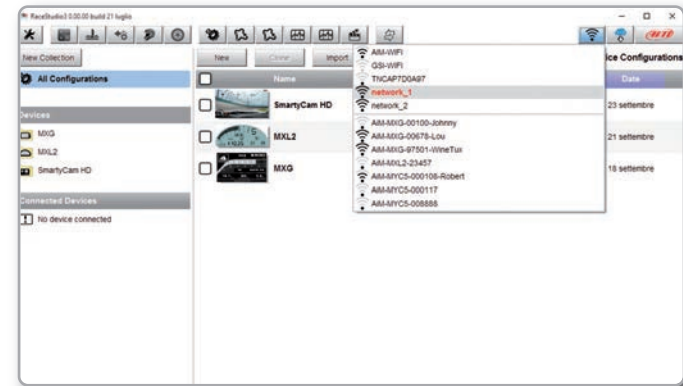 RaceStudio3 0.00.00 build 21 luglio
New Collection
New
Clone
Import
ice Configurations
All Configurations
Name
Date
Devices
MXG
MXL2
SmartyCam HD
Connected Devices
No device connected
SmartyCam HD
23 settembre
MXL2
21 settembre
MXG
18 settembre
AiM-WIFI
GSI-WIFI
TNCAP7D0A97
network_1
network_2
AiM-MXG-00100-Johnny
AiM-MXG-00678-Lou
AiM-MXG-97501-WineTux
AiM-MXL2-23457
AiM-MYC5-000108-Robert
AiM-MYC5-000117
AiM-MYC5-008888